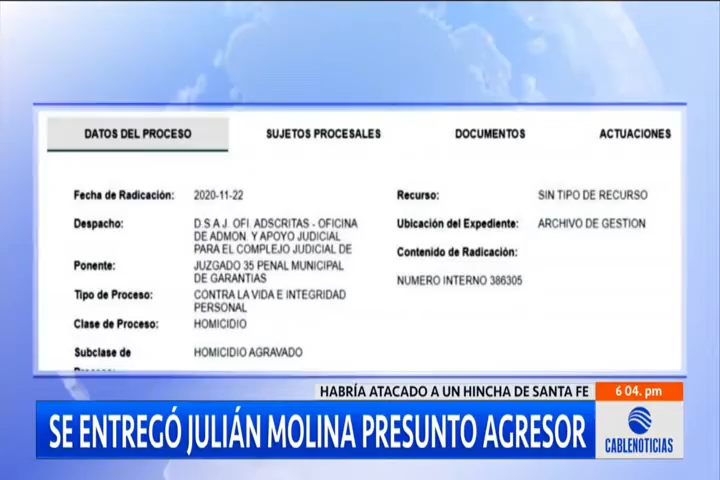 DATOS DEL PROCESO
SUJETOS PROCESALES
DOCUMENTOS
ACTUACIONES
Fecha de Radicación: 2020-11-22
Despacho: D S A J. OFI. ADSCRITAS - OFICINA
DE ADMON. Y APOYO JUDICIAL
PARA EL COMPLEJO JUDICIAL DE
Ponente: JUZGADO 35 PENAL MUNICIPAL
DE GARANTIAS
Tipo de Proceso: CONTRA LA VIDA E INTEGRIDAD
PERSONAL
Clase de Proceso: HOMICIDIO
Subclase de HOMICIDIO AGRAVADO
Recurso: SIN TIPO DE RECURSO
Ubicación del Expediente: ARCHIVO DE GESTION
Contenido de Radicación:
NUMERO INTERNO 386305
HABRÍA ATACADO A UN HINCHA DE SANTA FE
6 04. pm
SE ENTREGÓ JULIÁN MOLINA PRESUNTO AGRESOR
CABLENOTICIAS